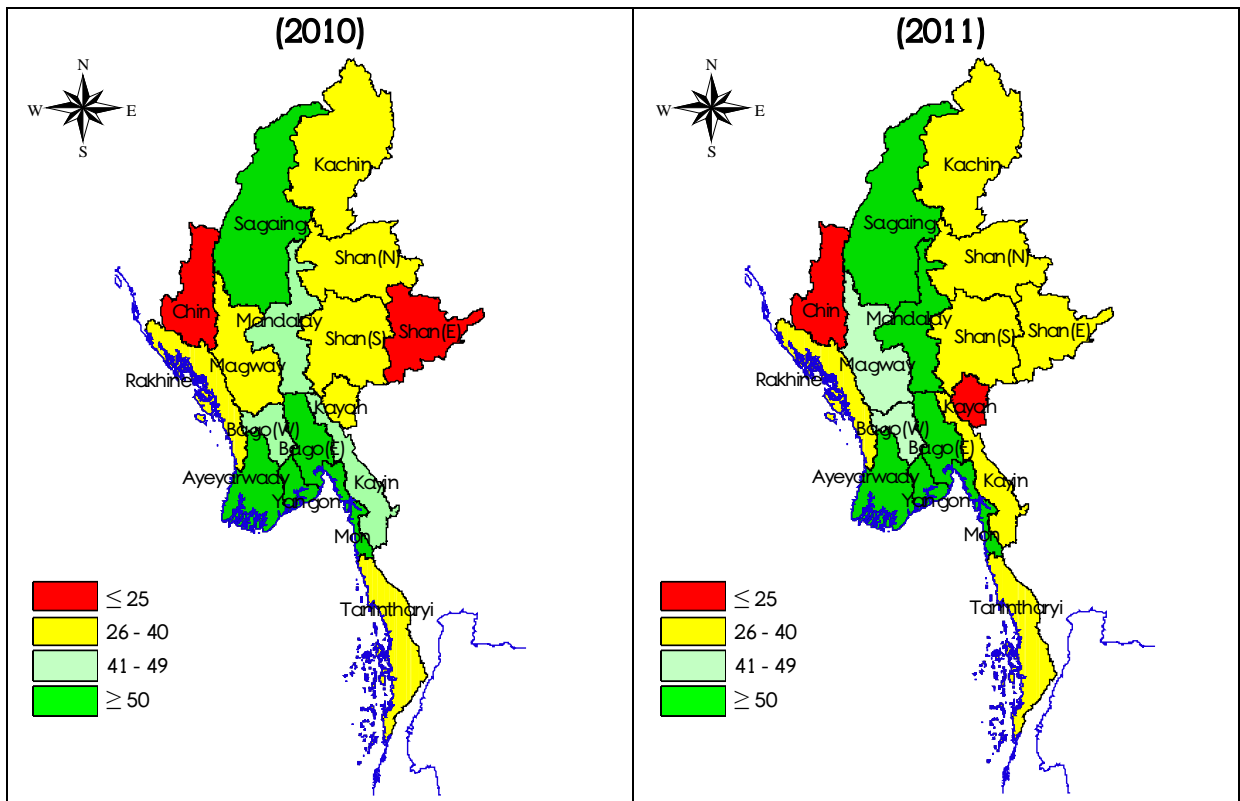 (2010)
N
W
E
S
Kachin
Sagaing
Shan(N)
Chin
Mandalay
Shan(E)
Shan(S)
Magway
Rakhine
Kayah
Bago(W)
Bago(E)
Ayeyarwady
Kayin
Yangon
Mon
Tanintharyi
≤ 25
26 - 40
41 - 49
≥ 50
(2011)
N
W
E
S
Kachin
Sagaing
Shan(N)
Chin
Mandalay
Shan(E)
Shan(S)
Magway
Rakhine
Kayah
Bago(W)
Bago(E)
Ayeyarwady
Kayin
Yangon
Mon
Tanintharyi
≤ 25
26 - 40
41 - 49
≥ 50